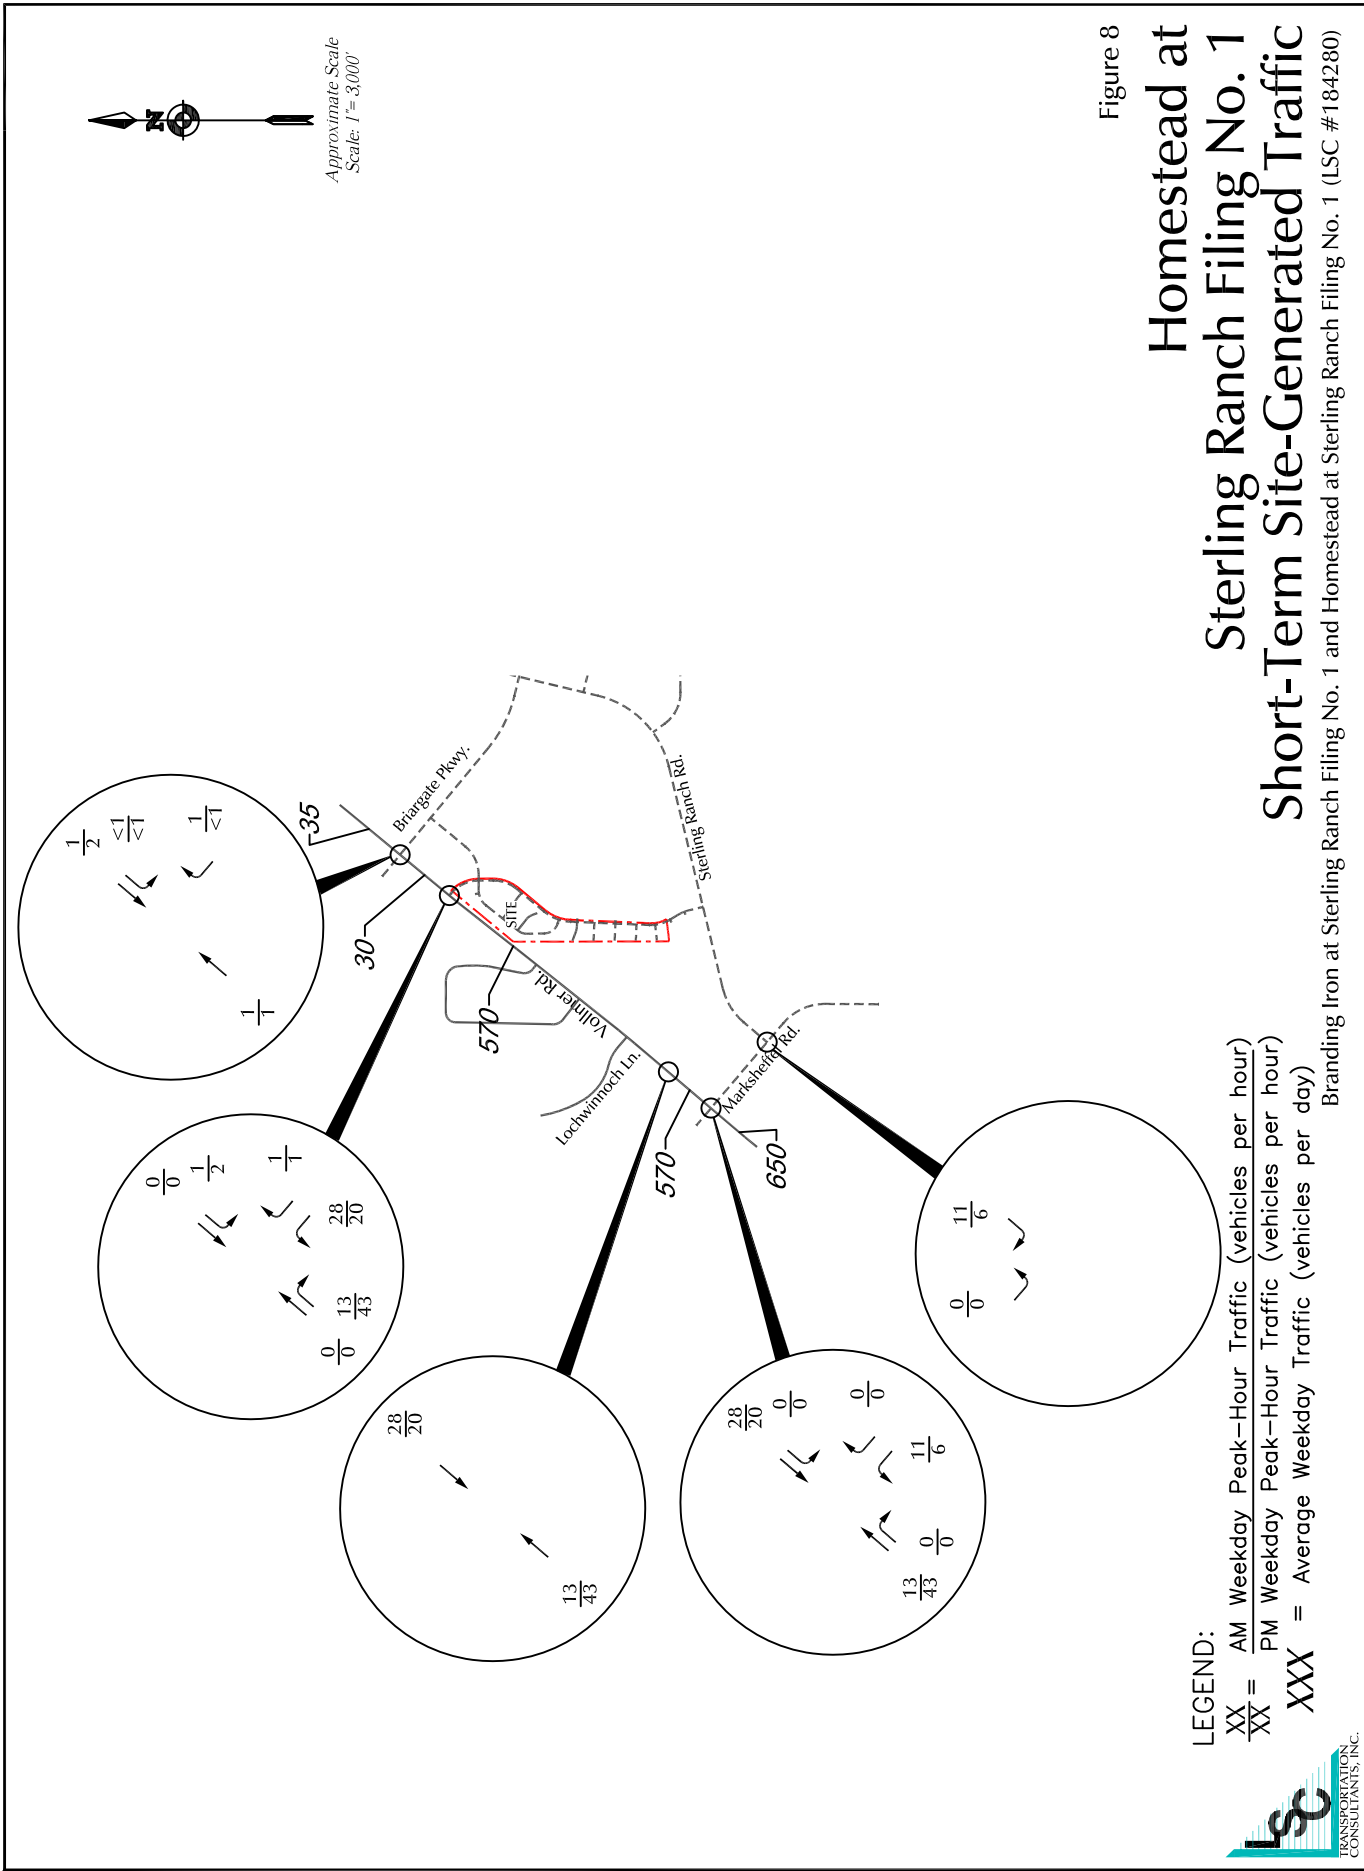 N
Approximate Scale
Scale: 1"= 3,000'
Figure 8
Homestead at
Sterling Ranch Filing No. 1
Short-Term Site-Generated Traffic
Branding Iron at Sterling Ranch Filing No. 1 and Homestead at Sterling Ranch Filing No. 1 (LSC #184280)
1
2
<1
<1
1
<1
1
1
35
Briargate Pkwy.
30
0
0
1
2
1
1
28
20
13
43
0
0
SITE
570
Vollmer Rd.
Sterling Ranch Rd.
Lochwinnoch Ln.
Marksheffel Rd.
570
650
28
20
13
43
28
20
0
0
0
0
11
6
0
0
13
43
11
6
0
0
LEGEND:
XX
XX
= AM Weekday Peak-Hour Traffic (vehicles per hour)
PM Weekday Peak-Hour Traffic (vehicles per hour)
XXX = Average Weekday Traffic (vehicles per day)
LSC
TRANSPORTATION
CONSULTANTS, INC.